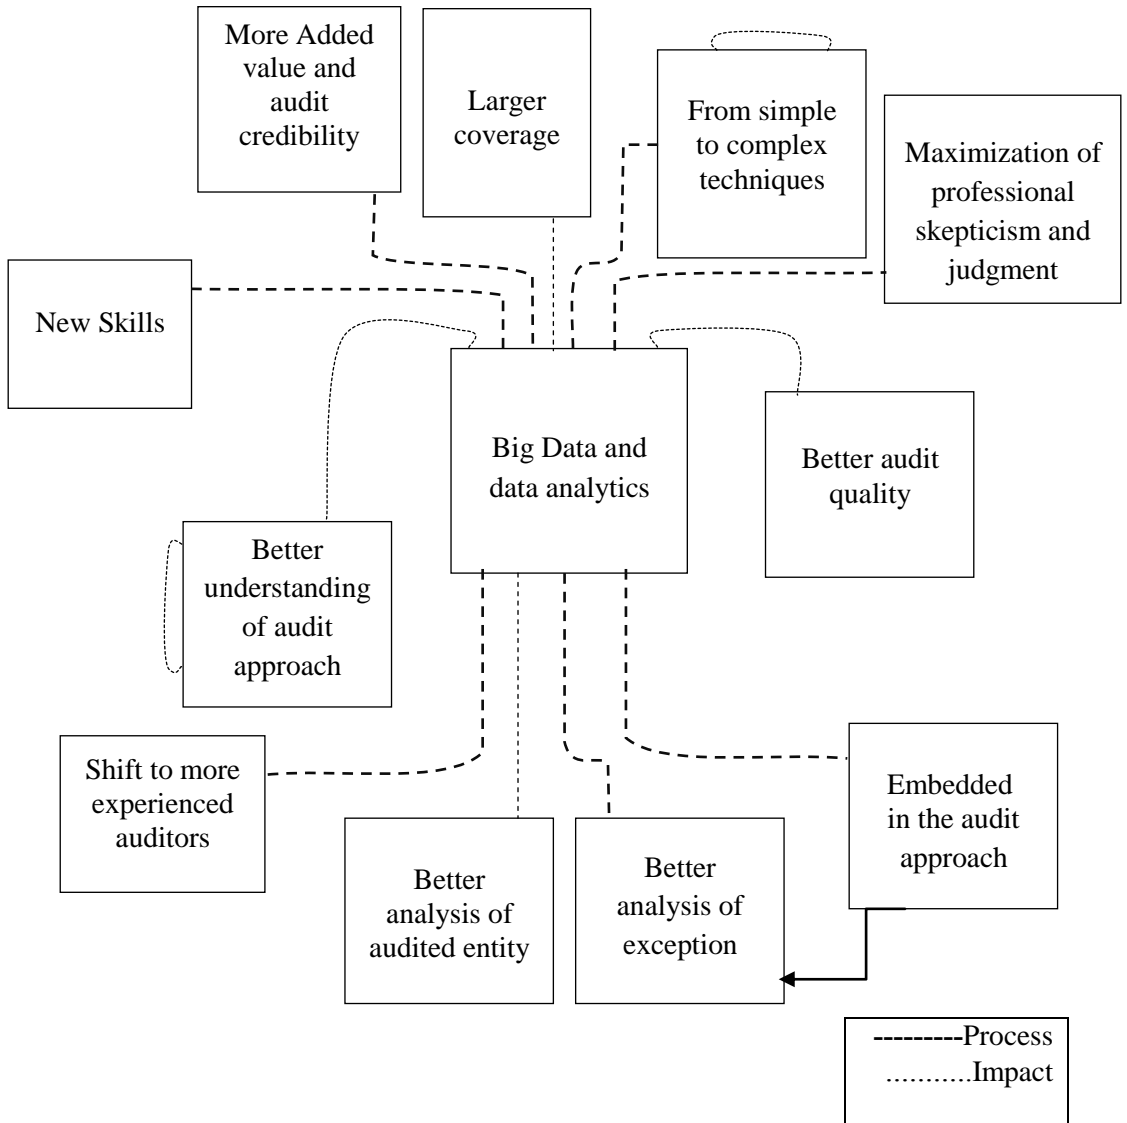 More Added
value and
audit
credibility
Larger
coverage
From simple
to complex
techniques
Maximization of
professional
skepticism and
judgment
New Skills
Big Data and
data analytics
Better audit
quality
Better
understanding
of audit
approach
Shift to more
experienced
auditors
Better
analysis of
audited entity
Better
analysis of
exception
Embedded
in the audit
approach
---------Process
...........Impact